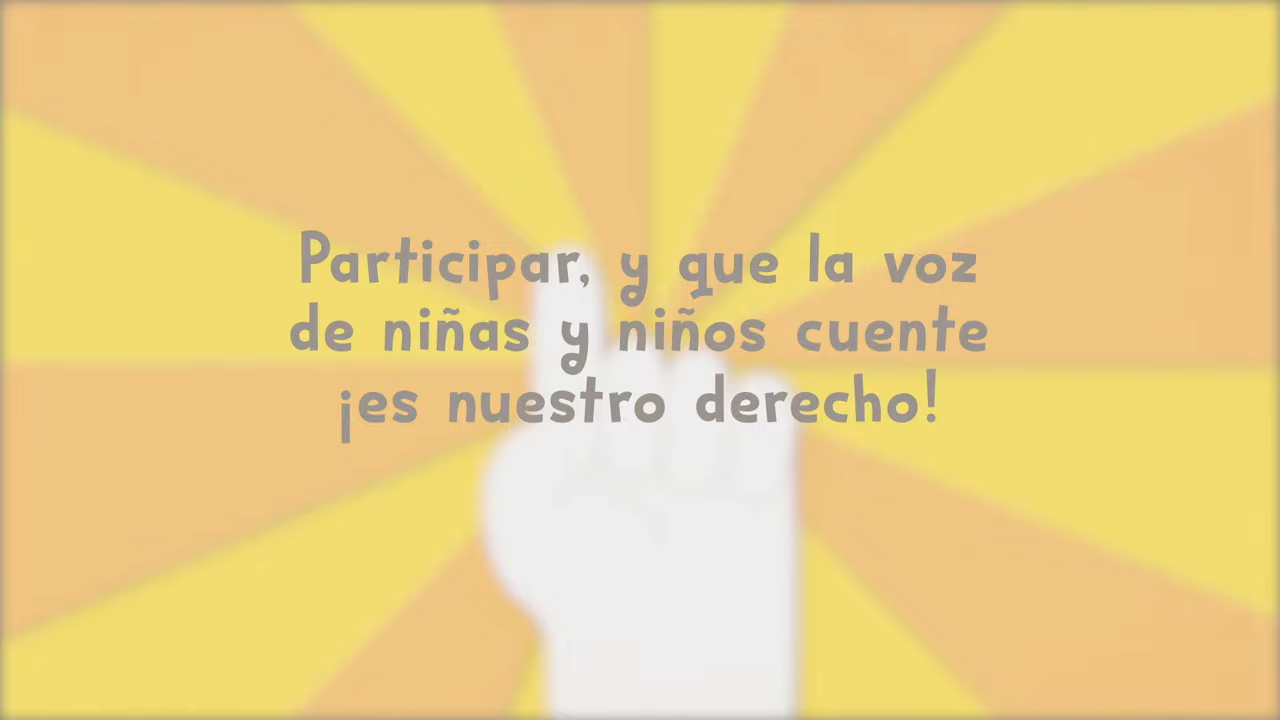 Participar, y que la voz
de niñas y niños cuente
¡es nuestro derecho!